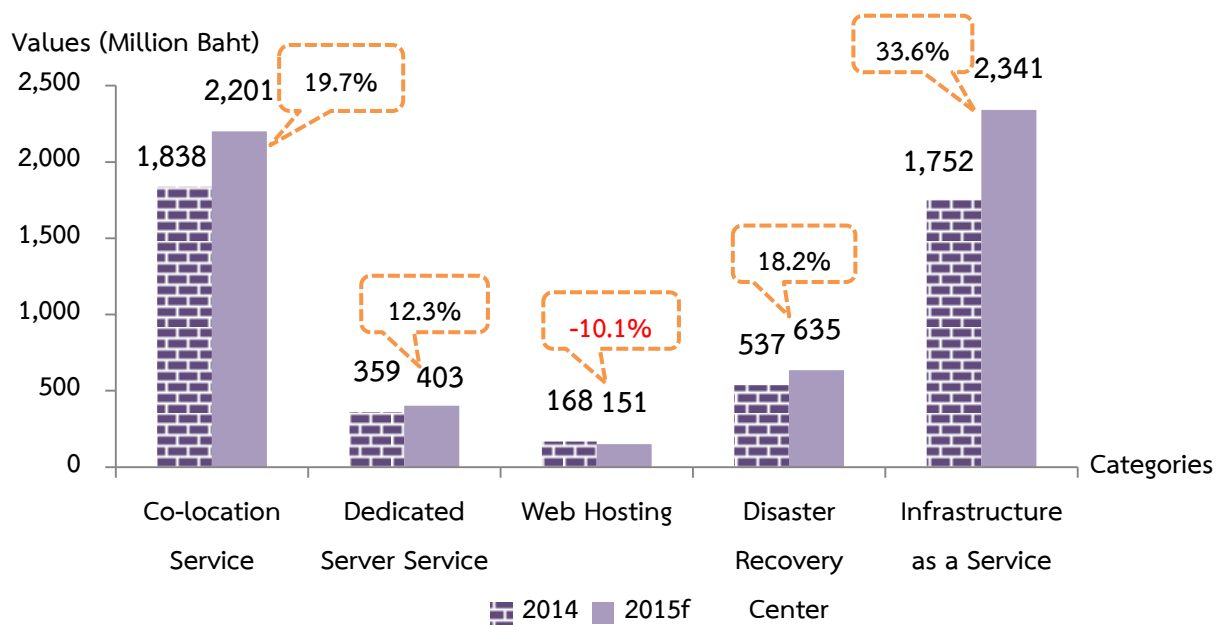 Values (Million Baht)
2,500
2,000
1,500
1,000
500
0
1,838
2,201
19.7%
359
403
12.3%
168
151
-10.1%
537
635
18.2%
1,752
2,341
33.6%
Categories
Co-location
Service
Dedicated
Server Service
Web Hosting
Disaster
Recovery
Center
Infrastructure
as a Service
2014
2015f